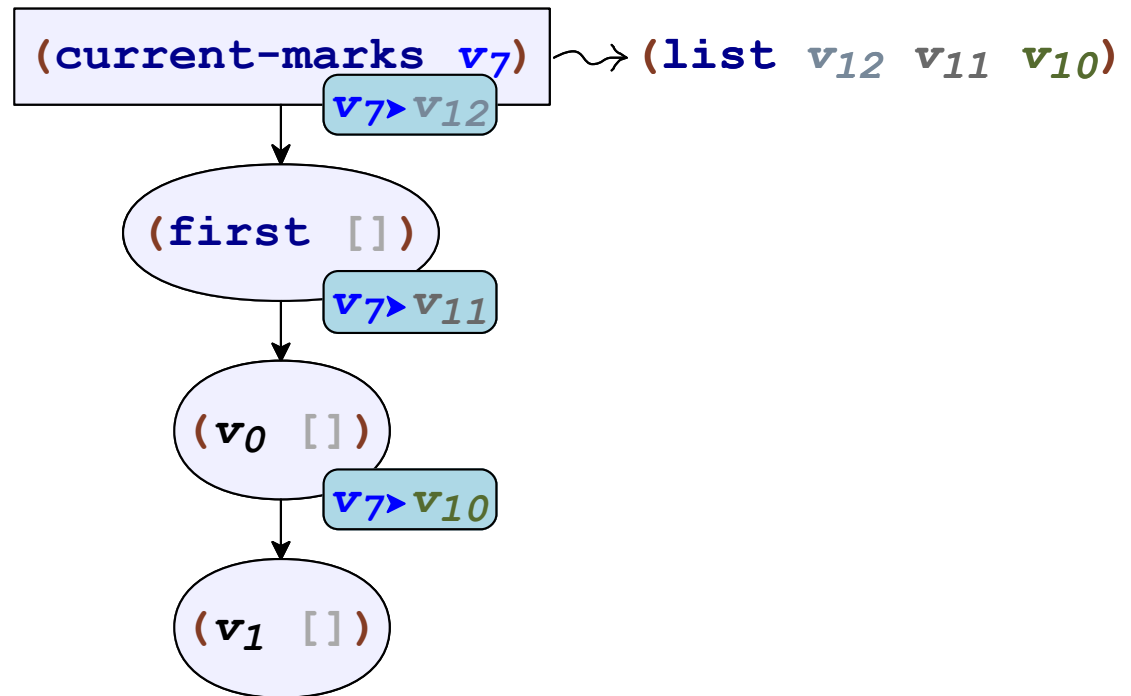 (current-marks v₇) (list v₁₂ v₁₁ v₁₀)
v₇➤v₁₂
(first [])
v₇➤v₁₁
(v₀ [])
v₇➤v₁₀
(v₁ [])